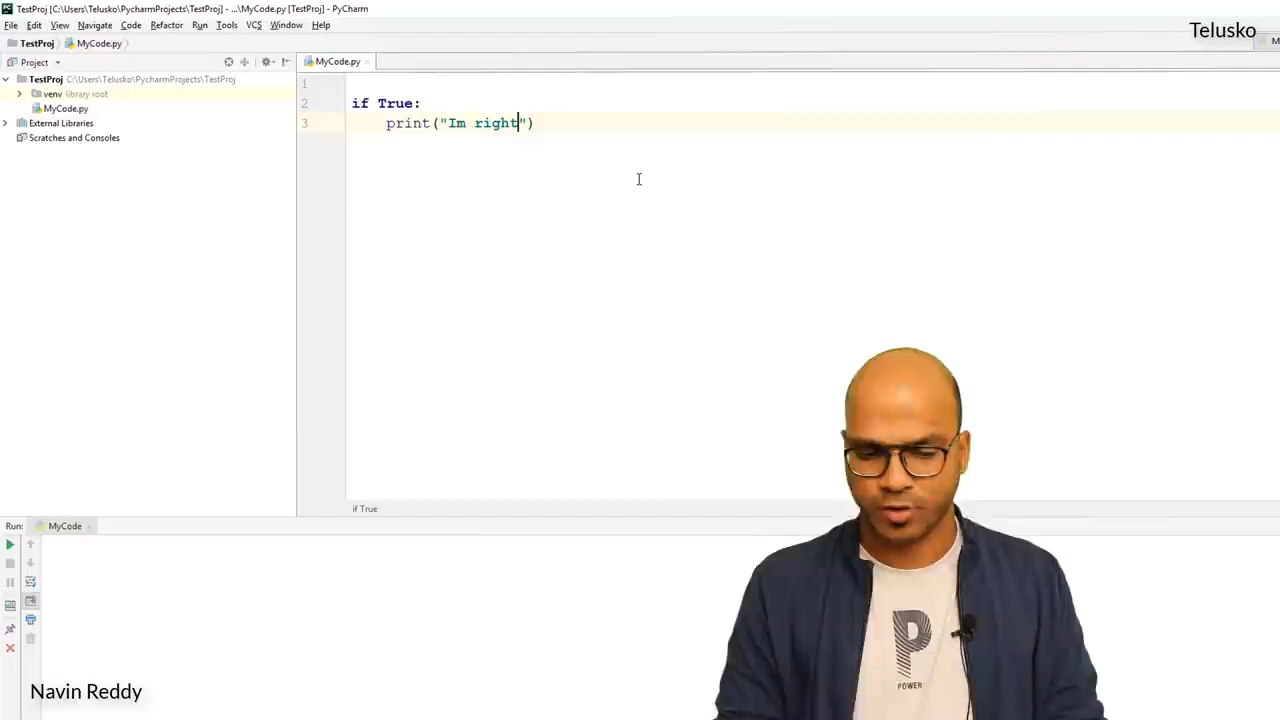 TestProj [C:\Users\Telusko\PycharmProjects\TestProj] - ...\MyCode.py [TestProj] - PyCharm
File Edit View Navigate Code Refactor Run Tools VCS Window Help
Telusko
TestProj MyCode.py
M
Project
MyCode.py
TestProj C:\Users\Telusko\PycharmProjects\TestProj
venv library root
MyCode.py
External Libraries
Scratches and Consoles
1
2 if True:
3 print("Im right")
if True
Run: MyCode
P
POWER
Navin Reddy